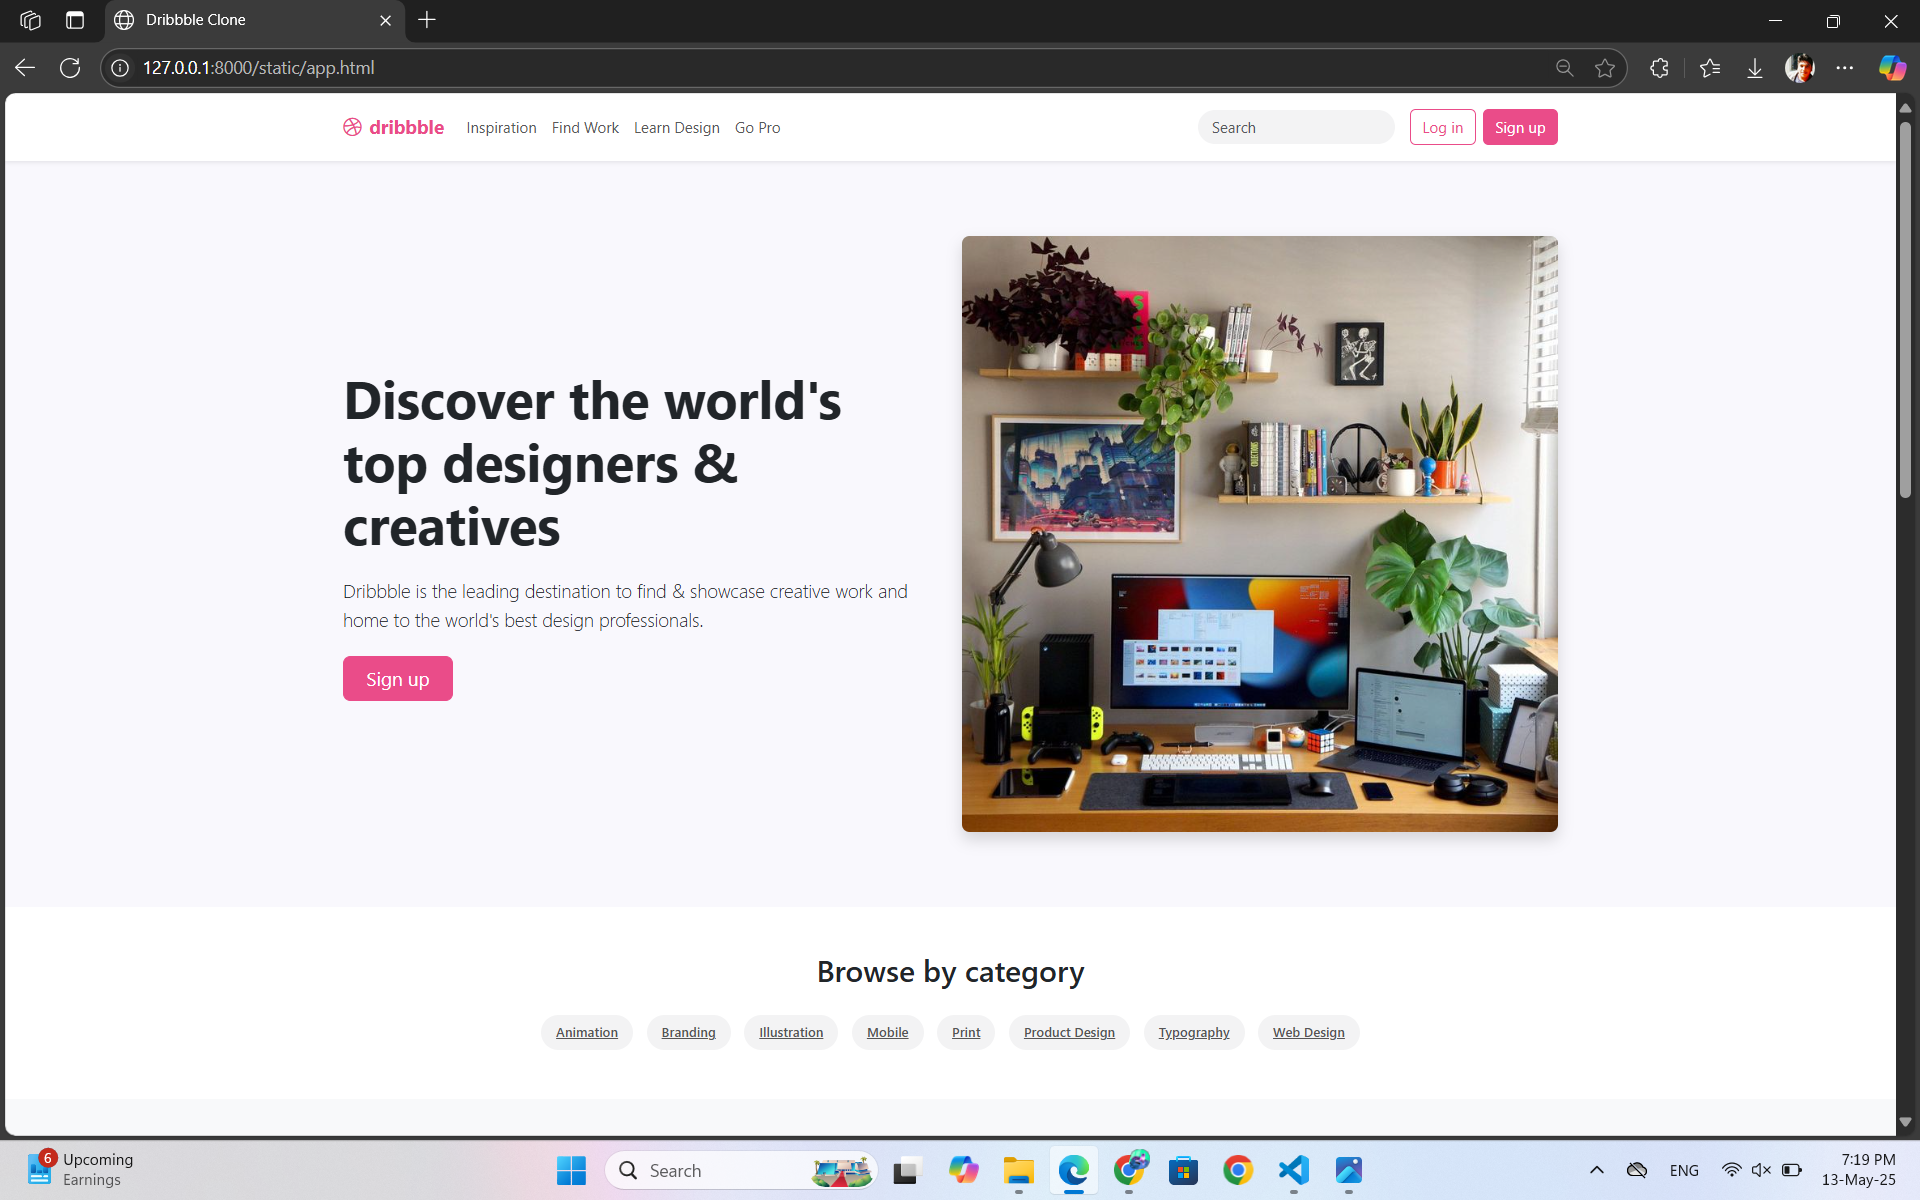 Dribbble Clone
127.0.0.1:8000/static/app.html
dribbble
Inspiration
Find Work
Learn Design
Go Pro
Search
Log in
Sign up
Discover the world's
top designers &
creatives
Dribbble is the leading destination to find & showcase creative work and
home to the world's best design professionals.
Sign up
Browse by category
Animation
Branding
Illustration
Mobile
Print
Product Design
Typography
Web Design
6
Upcoming
Earnings
Search
ENG
7:19 PM
13-May-25